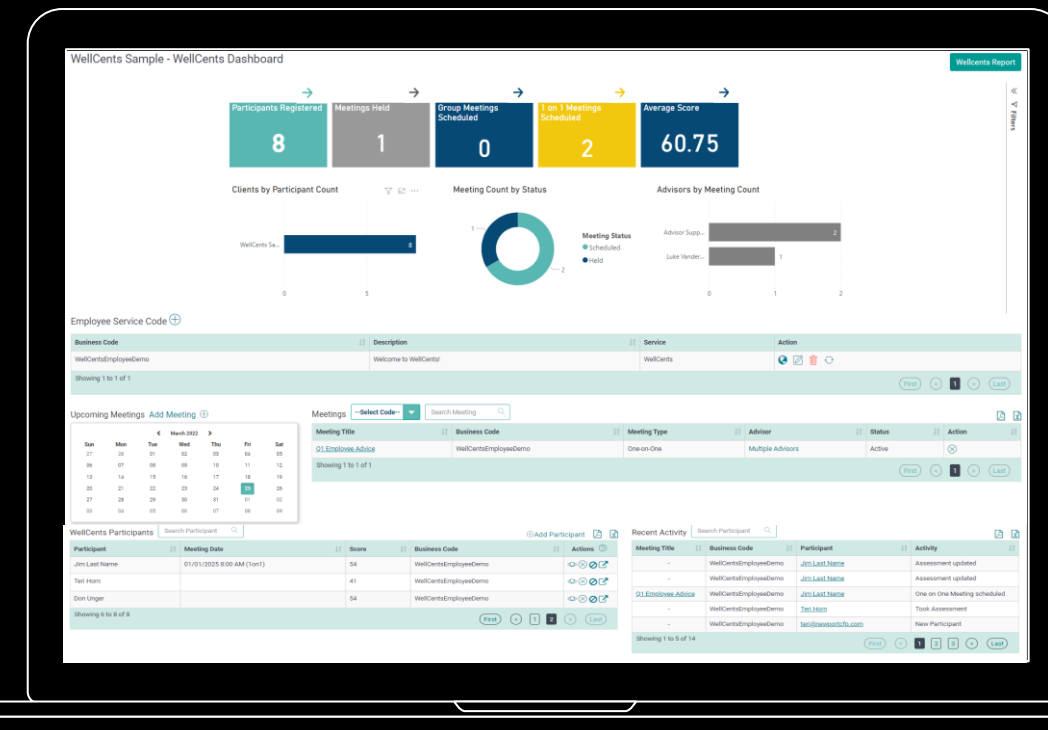 WellCents Sample - WellCents Dashboard
Wellcents Report
Filters
Participants Registered
8
Meetings Held
1
Group Meetings Scheduled
0
1 on 1 Meetings Scheduled
2
Average Score
60.75
Clients by Participant Count
WellCents Sa...
8
0 5
Meeting Count by Status
1
2
Meeting Status
Scheduled
Held
Advisors by Meeting Count
Advisor Supp...
2
Luke Vander...
1
0 1 2
Employee Service Code
Business Code Description Service Action
WellCentsEmployeeDemo Welcome to WellCents! WellCents
Showing 1 to 1 of 1
First < 1 > Last
Upcoming Meetings Add Meeting
March 2022
Sun Mon Tue Wed Thu Fri Sat
27 28 01 02 03 04 05
06 07 08 09 10 11 12
13 14 15 16 17 18 19
20 21 22 23 24 25 26
27 28 29 30 31 01 02
03 04 05 06 07 08 09
Meetings --Select Code-- Search Meeting
Meeting Title Business Code Meeting Type Advisor Status Action
Q1 Employee Advice WellCentsEmployeeDemo One-on-One Multiple Advisors Active
Showing 1 to 1 of 1
First < 1 > Last
WellCents Participants Search Participant
Add Participant
Participant Meeting Date Score Business Code Actions
Jim Last Name 01/01/2025 8:00 AM (1on1) 54 WellCentsEmployeeDemo
Teri Horn 41 WellCentsEmployeeDemo
Don Unger 54 WellCentsEmployeeDemo
Showing 6 to 8 of 8
First < 1 2 > Last
Recent Activity Search Participant
Meeting Title Business Code Participant Activity
- WellCentsEmployeeDemo Jim Last Name Assessment updated
- WellCentsEmployeeDemo Jim Last Name Assessment updated
Q1 Employee Advice WellCentsEmployeeDemo Jim Last Name One on One Meeting scheduled
- WellCentsEmployeeDemo Teri Horn Took Assessment
- WellCentsEmployeeDemo teri@newportcfp.com New Participant
Showing 1 to 5 of 14
First < 1 2 3 > Last